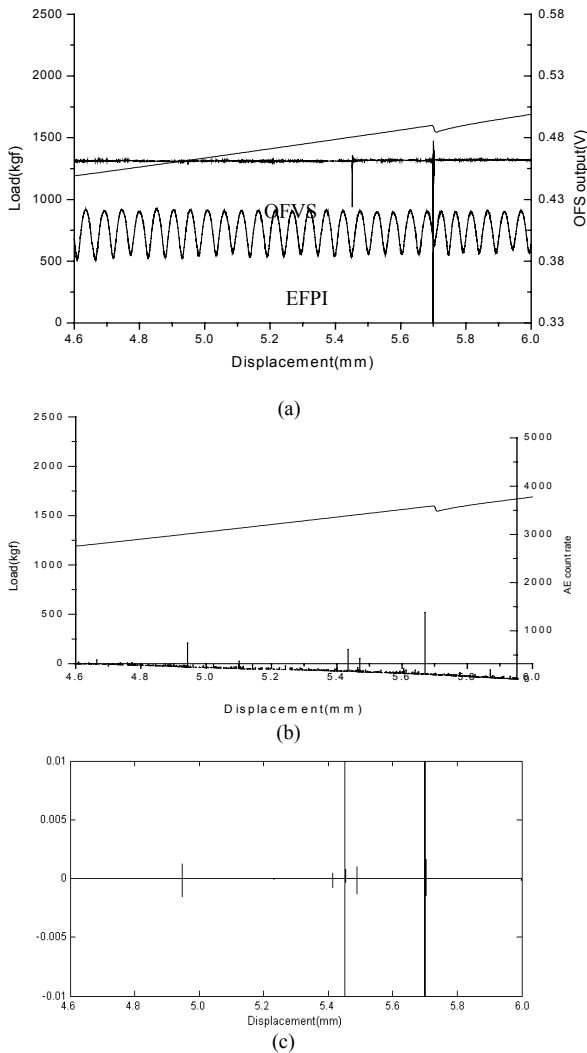 2500
2000
1500
1000
500
0
Load(kgf)
0.58
0.53
0.48
0.43
0.38
0.33
OFS output(V)
OFVS
EFPI
4.6 4.8 5.0 5.2 5.4 5.6 5.8 6.0
Displacement(mm)
(a)
2500
2000
1500
1000
500
0
Load(kgf)
5000
4000
3000
2000
1000
0
AE count rate
4.6 4.8 5.0 5.2 5.4 5.6 5.8 6.0
Displacement(mm)
(b)
0.01
0.005
0
-0.005
-0.01
4.6 4.8 5.0 5.2 5.4 5.6 5.8 6.0
Displacement(mm)
(c)